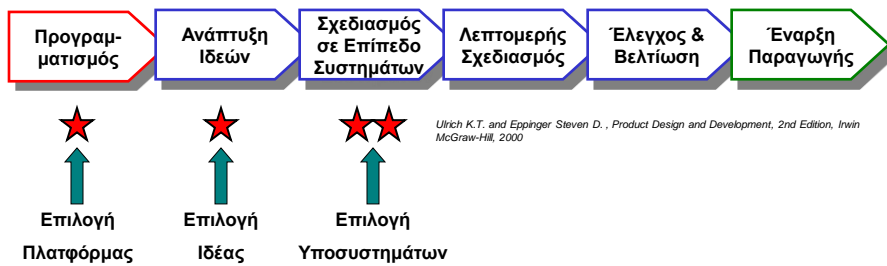 Προγραμ-
ματισμός
Ανάπτυξη
Ιδεών
Σχεδιασμός
σε Επίπεδο
Συστημάτων
Λεπτομερής
Σχεδιασμός
Έλεγχος &
Βελτίωση
Έναρξη
Παραγωγής
Ulrich K.T. and Eppinger Steven D. , Product Design and Development, 2nd Edition, Irwin
McGraw-Hill, 2000
Επιλογή
Πλατφόρμας
Επιλογή
Ιδέας
Επιλογή
Υποσυστημάτων